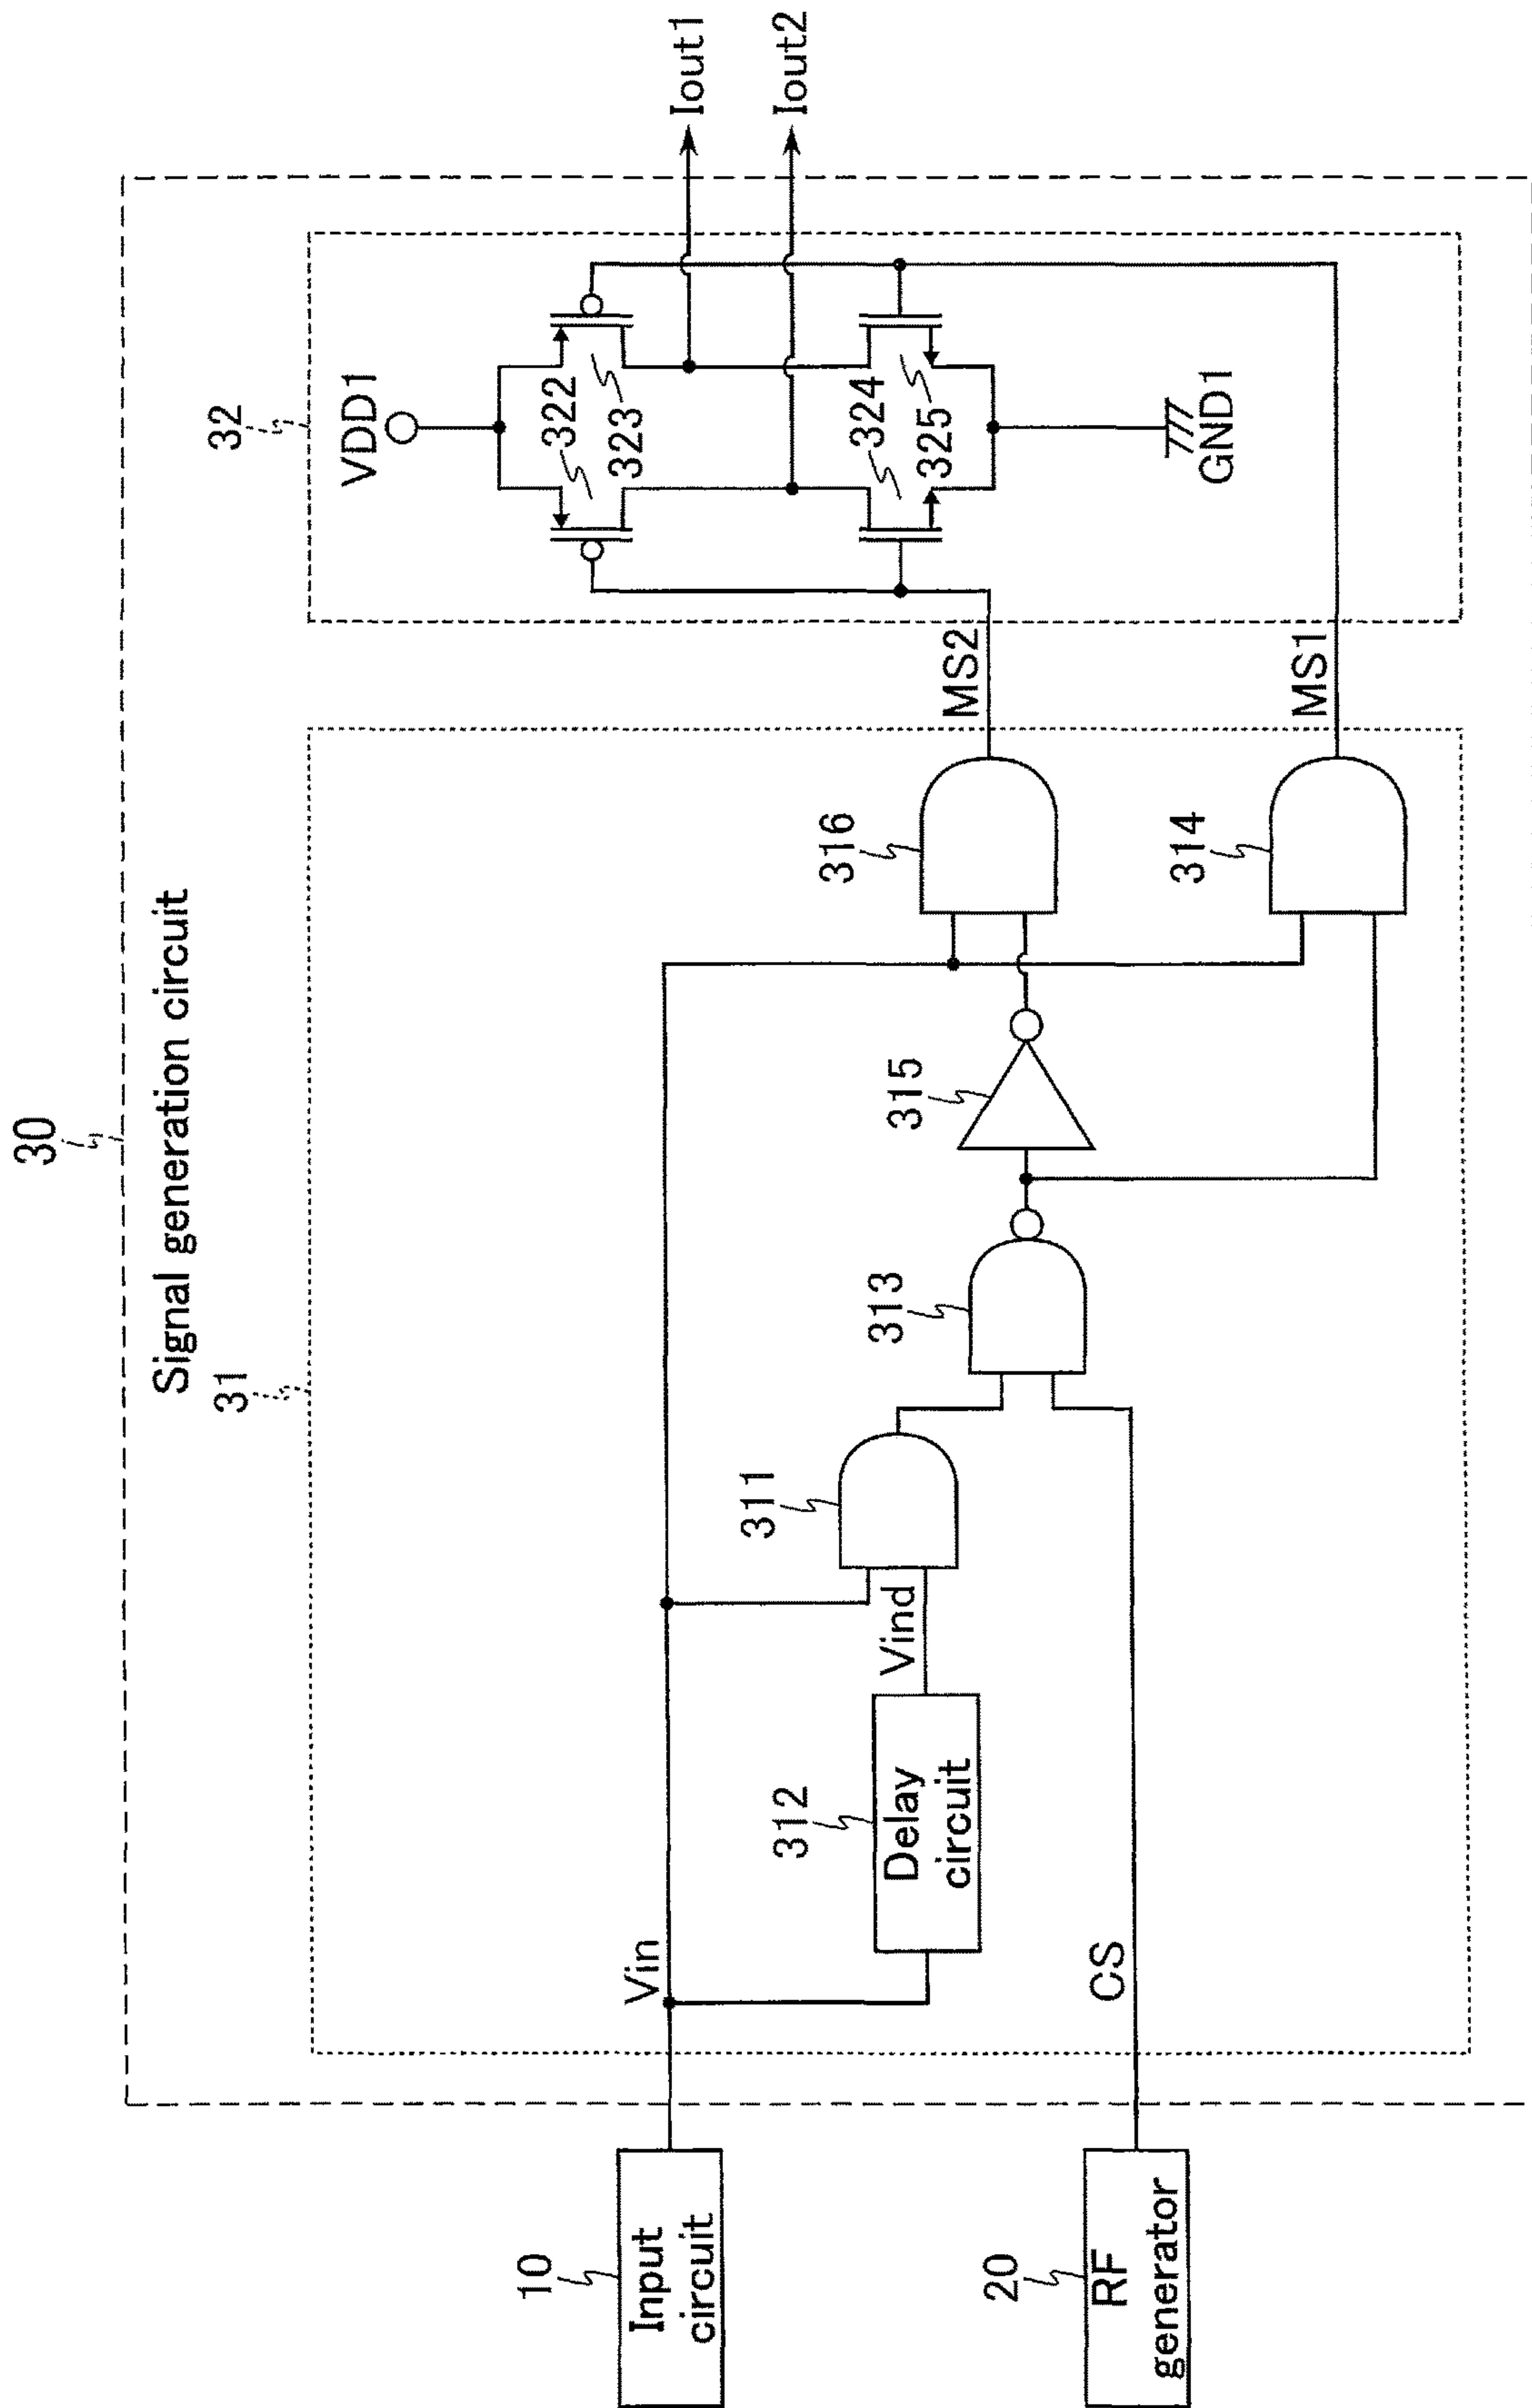 30
Signal generation circuit
31
32
10
Input
circuit
Vin
312
Delay
circuit
Vind
311
313
315
316
314
20
RF
generator
CS
MS2
MS1
VDD1
322
323
324
325
GND1
Iout1
Iout2